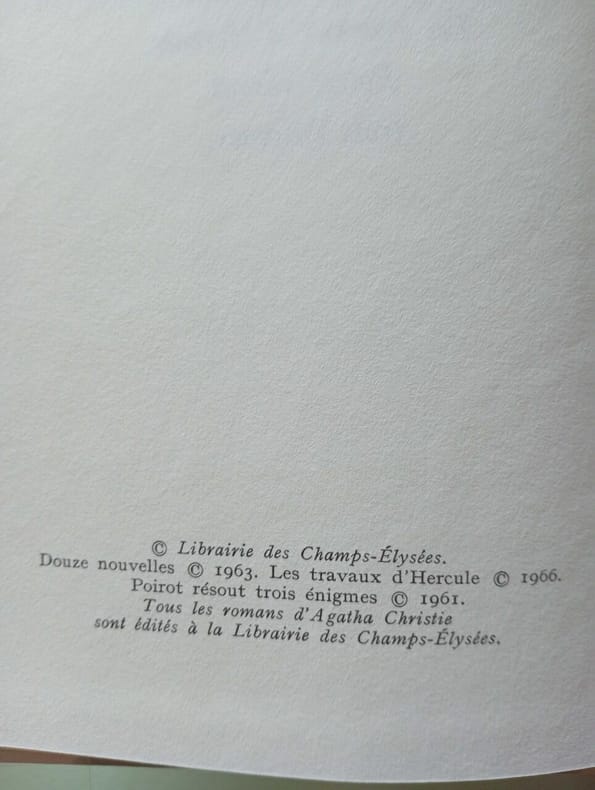 © Librairie des Champs-Élysées.
Douze nouvelles © 1963. Les travaux d'Hercule © 1966.
Poirot résout trois énigmes © 1961.
Tous les romans d'Agatha Christie
sont édités à la Librairie des Champs-Élysées.